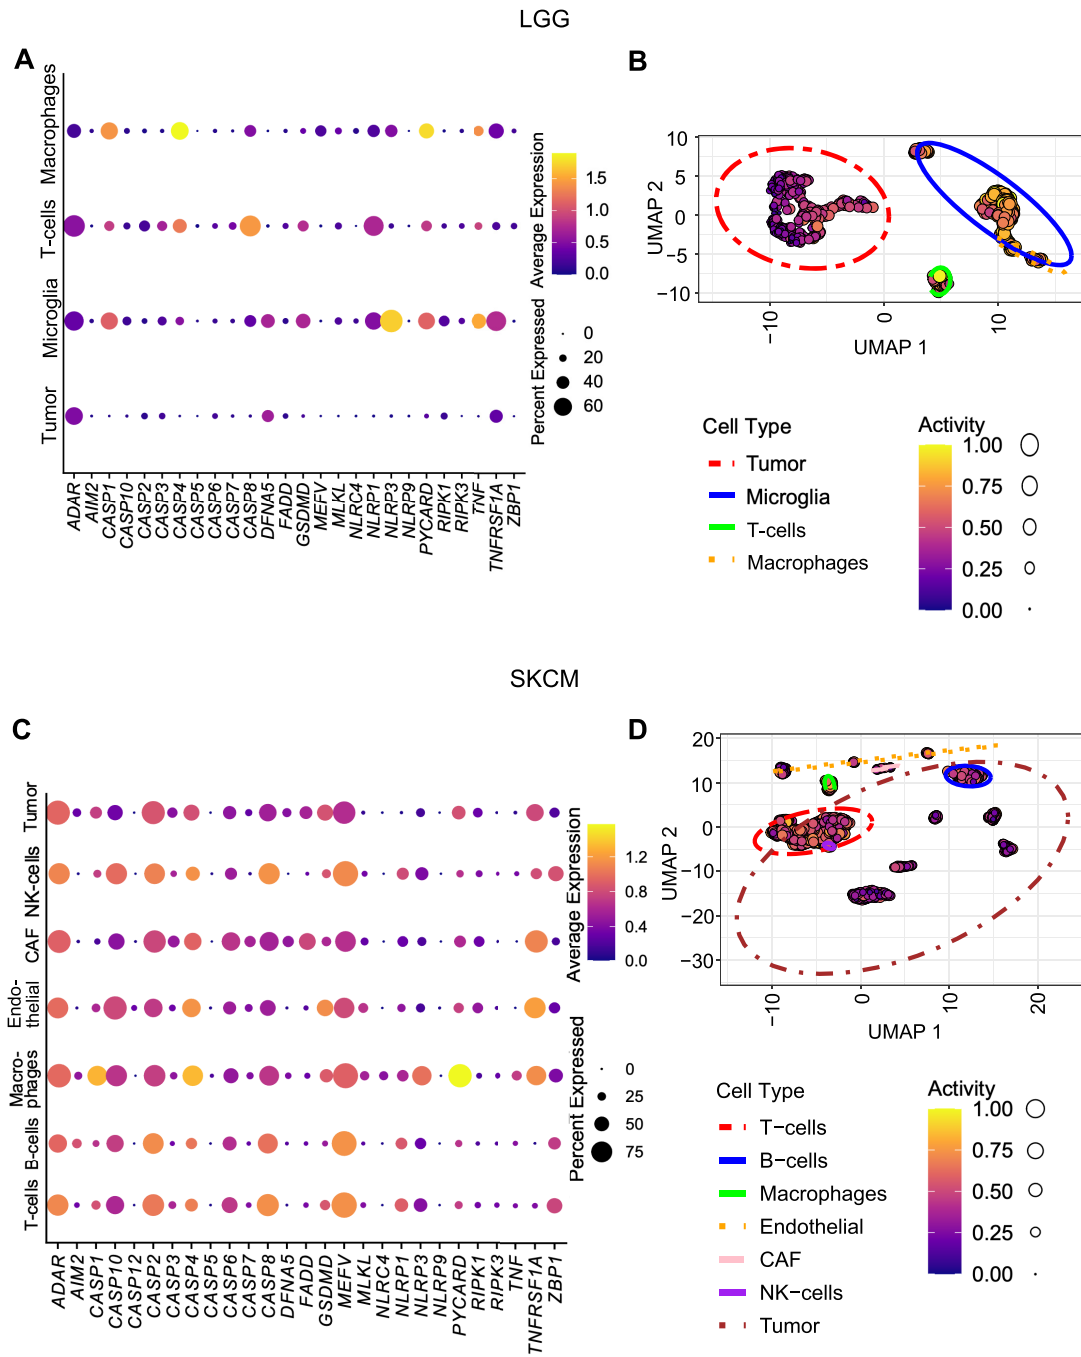 LGG
A
Macrophages
T-cells
Microglia
Tumor
ADAR
AIM2
CASP1
CASP10
CASP2
CASP3
CASP4
CASP5
CASP6
CASP7
CASP8
DFNA5
FADD
GSDMD
MEFV
MLKL
NLRC4
NLRP1
NLRP3
NLRP9
PYCARD
RIPK1
RIPK3
TNF
TNFRSF1A
ZBP1
Average Expression
1.5
1.0
0.5
0.0
Percent Expressed
0
20
40
60
B
UMAP 2
10
5
0
−5
−10
−10
0
10
UMAP 1
Cell Type
Tumor
Microglia
T-cells
Macrophages
Activity
1.00
0.75
0.50
0.25
0.00
SKCM
C
Tumor
NK-cells
CAF
Endo-
thelial
Macro-
phages
B-cells
T-cells
ADAR
AIM2
CASP1
CASP10
CASP12
CASP2
CASP3
CASP4
CASP5
CASP6
CASP7
CASP8
DFNA5
FADD
GSDMD
MEFV
MLKL
NLRC4
NLRP1
NLRP3
NLRP9
PYCARD
RIPK1
RIPK3
TNF
TNFRSF1A
ZBP1
Average Expression
1.2
0.8
0.4
0.0
Percent Expressed
0
25
50
75
D
UMAP 2
20
10
0
−10
−20
−30
−10
0
10
20
UMAP 1
Cell Type
T−cells
B−cells
Macrophages
Endothelial
CAF
NK−cells
Tumor
Activity
1.00
0.75
0.50
0.25
0.00